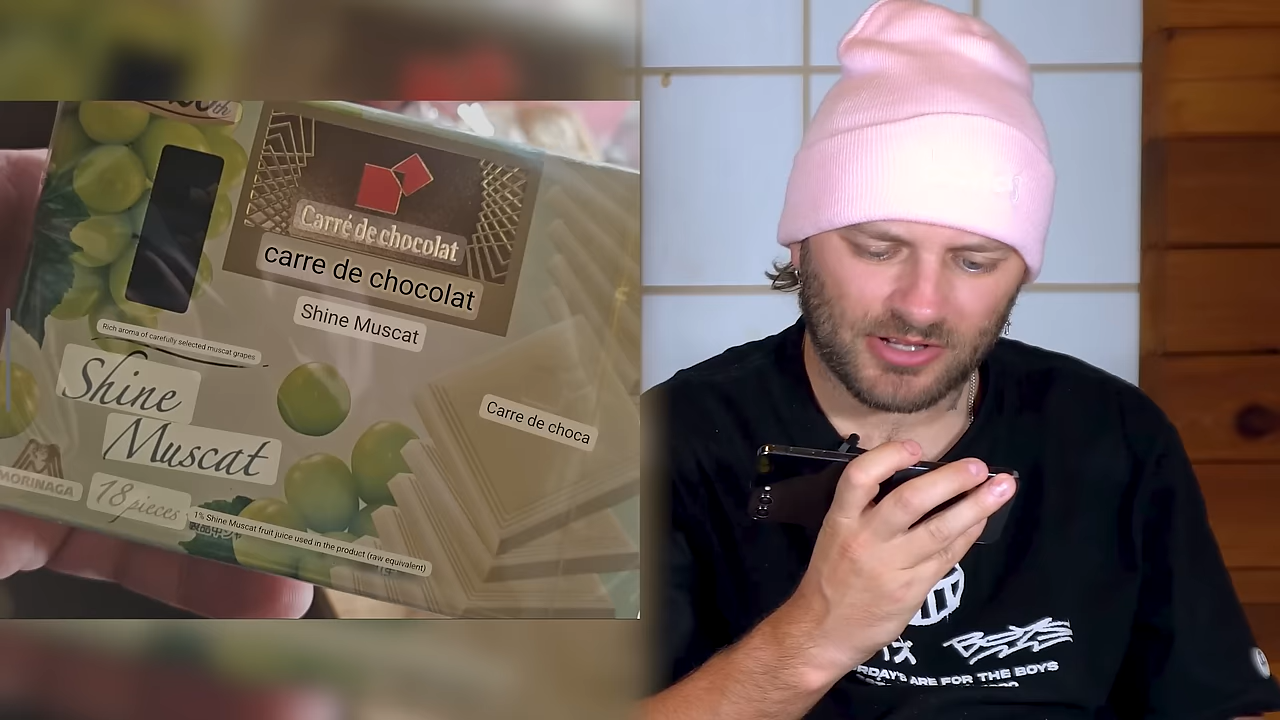 100th
Carré de chocolat
carre de chocolat
Shine Muscat
Rich aroma of carefully selected muscat grapes
Shine
Muscat
Carre de choca
MORINAGA
18 pieces
1% Shine Muscat fruit juice used in the product (raw equivalent)
BOYS
ARE FOR THE BOYS